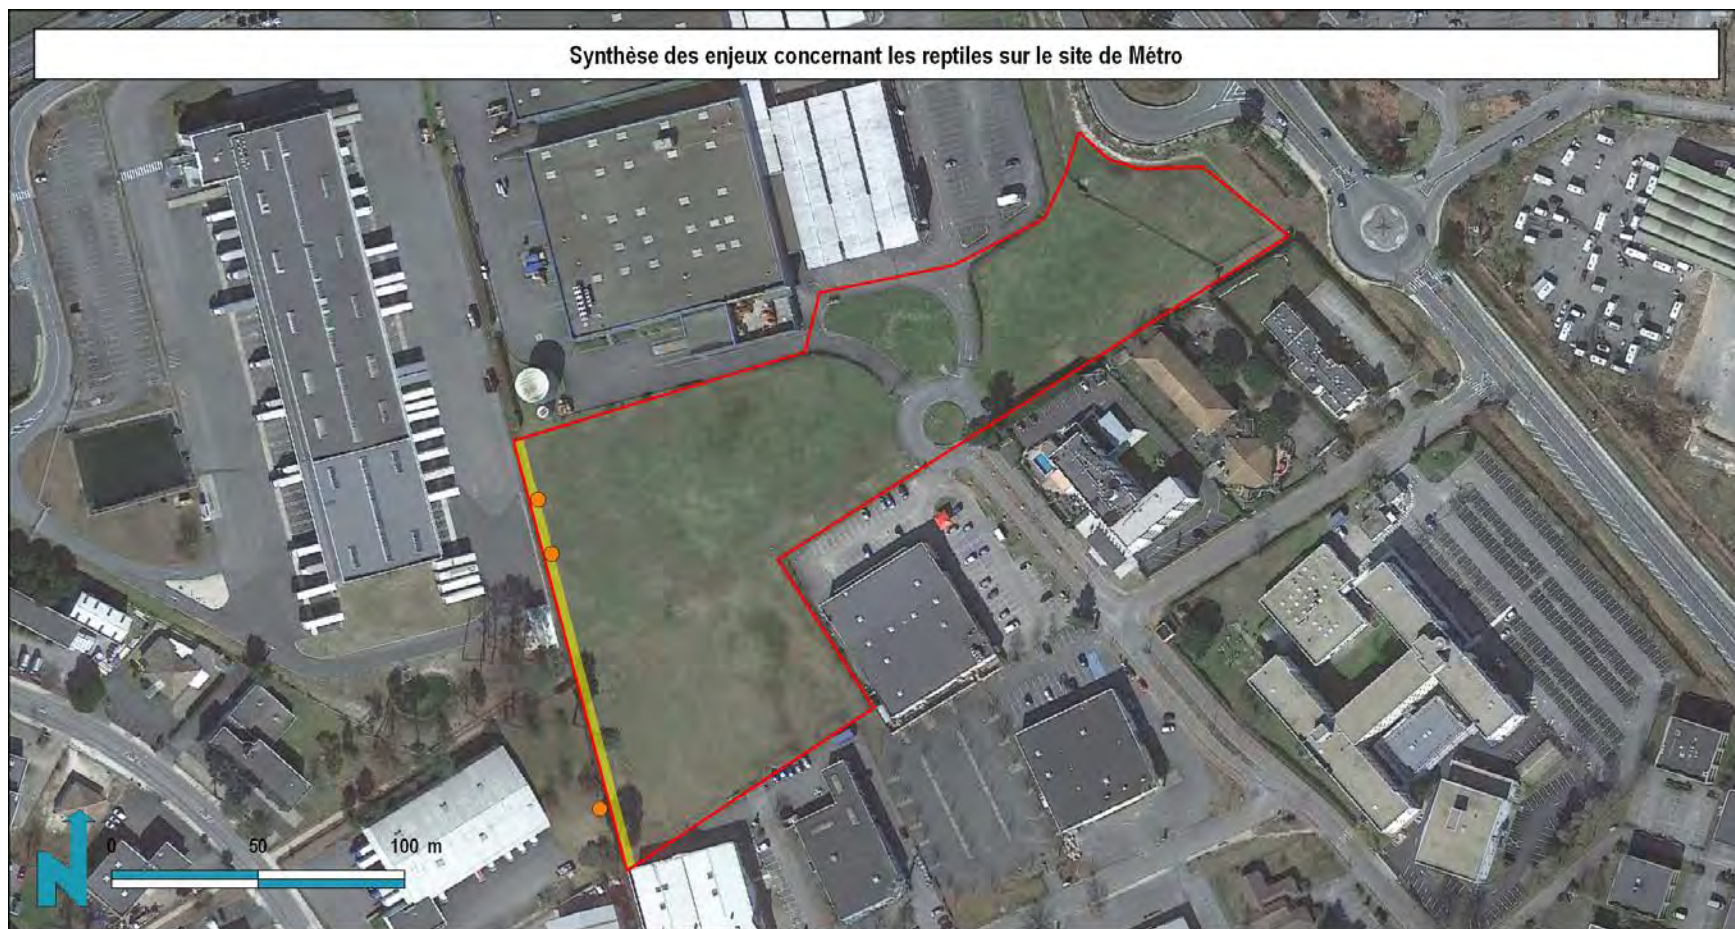 Synthèse des enjeux concernant les reptiles sur le site de Métro
N
0 50 100 m